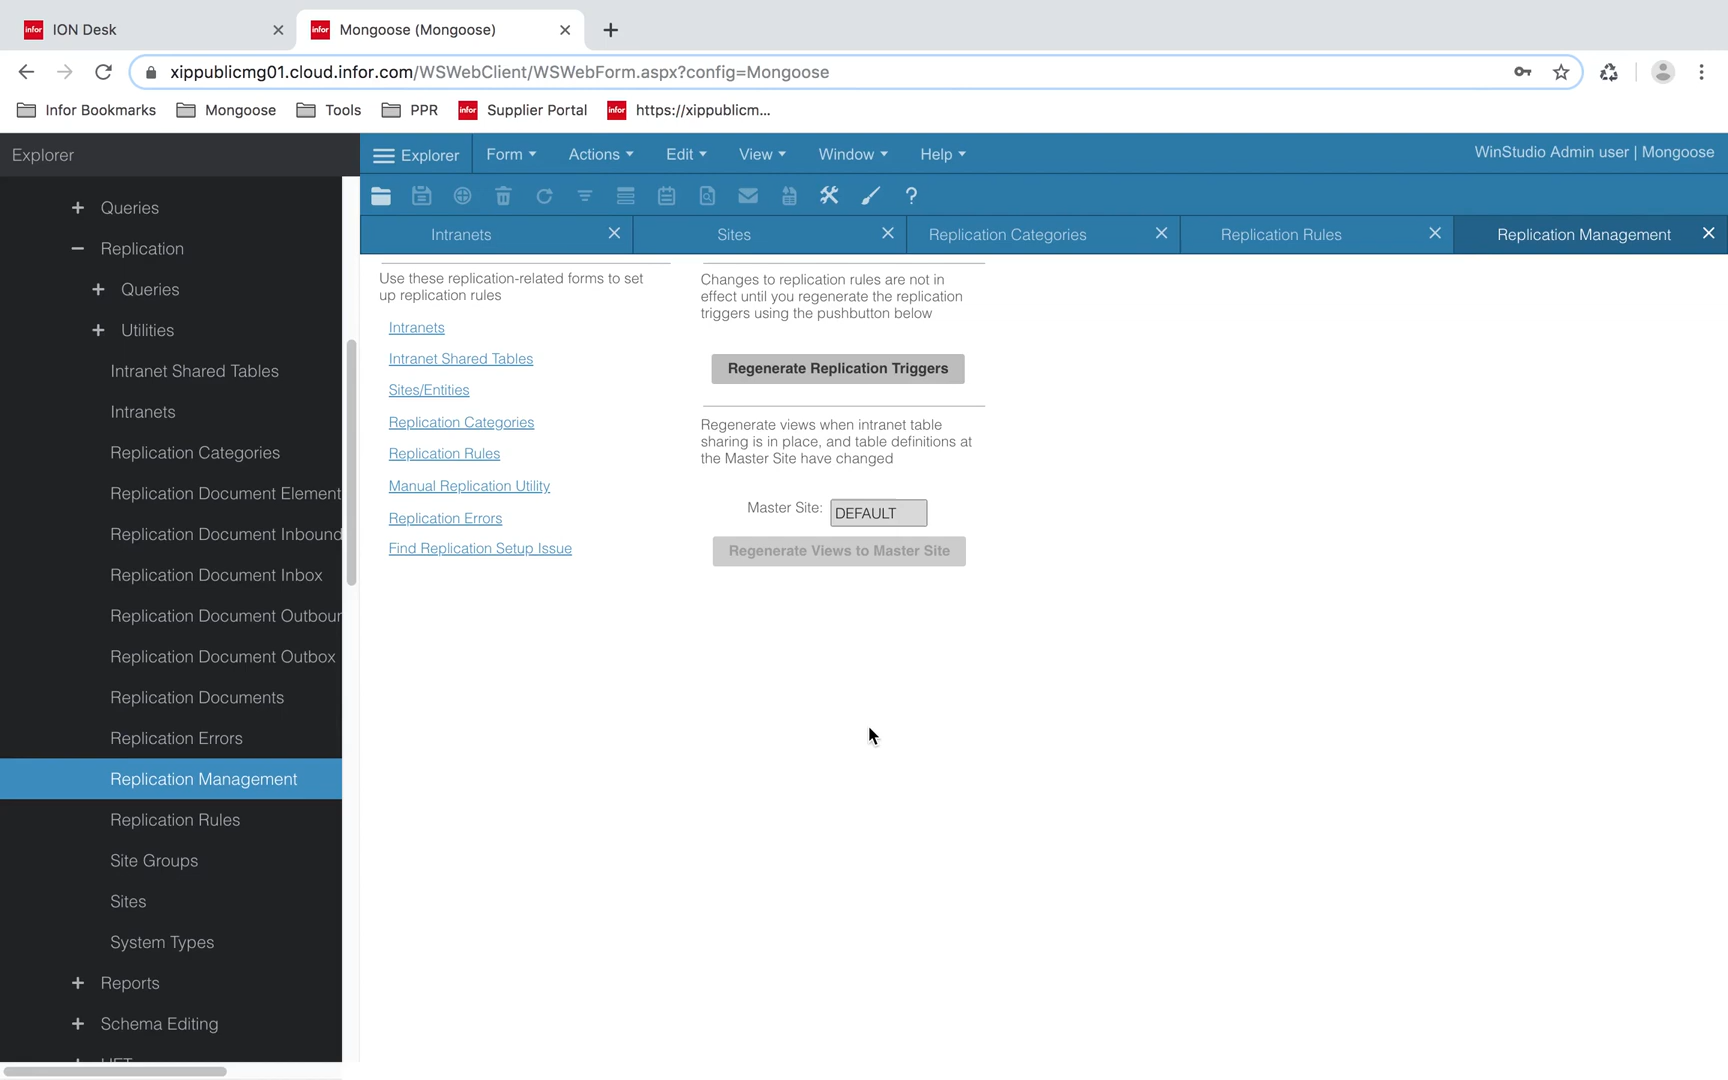 infor ION Desk
infor Mongoose (Mongoose)
xippublicmg01.cloud.infor.com/WSWebClient/WSWebForm.aspx?config=Mongoose
Infor Bookmarks Mongoose Tools PPR infor Supplier Portal infor https://xippublicm...
Explorer
Explorer Form Actions Edit View Window Help
WinStudio Admin user | Mongoose
Intranets Sites Replication Categories Replication Rules Replication Management
Queries
Replication
Queries
Utilities
Intranet Shared Tables
Intranets
Replication Categories
Replication Document Element
Replication Document Inbound
Replication Document Inbox
Replication Document Outboun
Replication Document Outbox
Replication Documents
Replication Errors
Replication Management
Replication Rules
Site Groups
Sites
System Types
Reports
Schema Editing
Use these replication-related forms to set
up replication rules
Intranets
Intranet Shared Tables
Sites/Entities
Replication Categories
Replication Rules
Manual Replication Utility
Replication Errors
Find Replication Setup Issue
Changes to replication rules are not in
effect until you regenerate the replication
triggers using the pushbutton below
Regenerate Replication Triggers
Regenerate views when intranet table
sharing is in place, and table definitions at
the Master Site have changed
Master Site: DEFAULT
Regenerate Views to Master Site